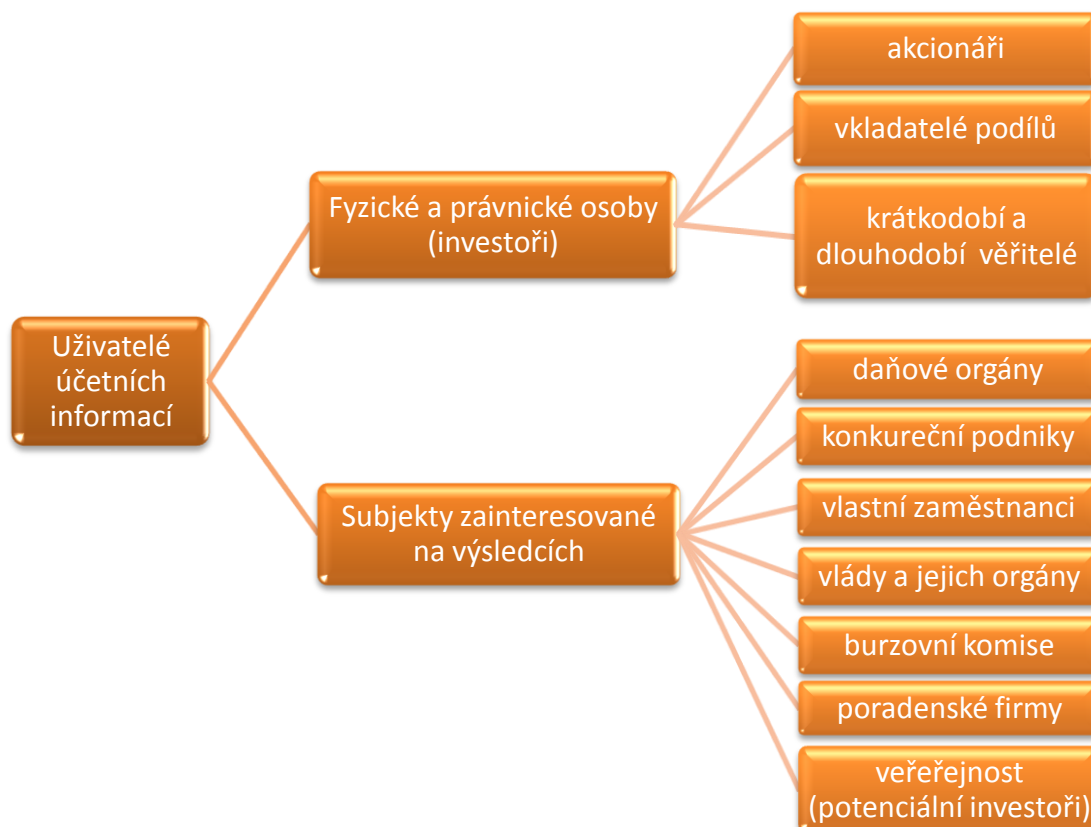 Uživatelé
účetních
informací
Fyzické a právnické osoby
(investoři)
akcionáři
vkladatelé podílů
krátkodobí a
dlouhodobí věřitelé
Subjekty zainteresované
na výsledcích
daňové orgány
konkureční podniky
vlastní zaměstnanci
vlády a jejich orgány
burzovní komise
poradenské firmy
veřeřejnost
(potenciální investoři)